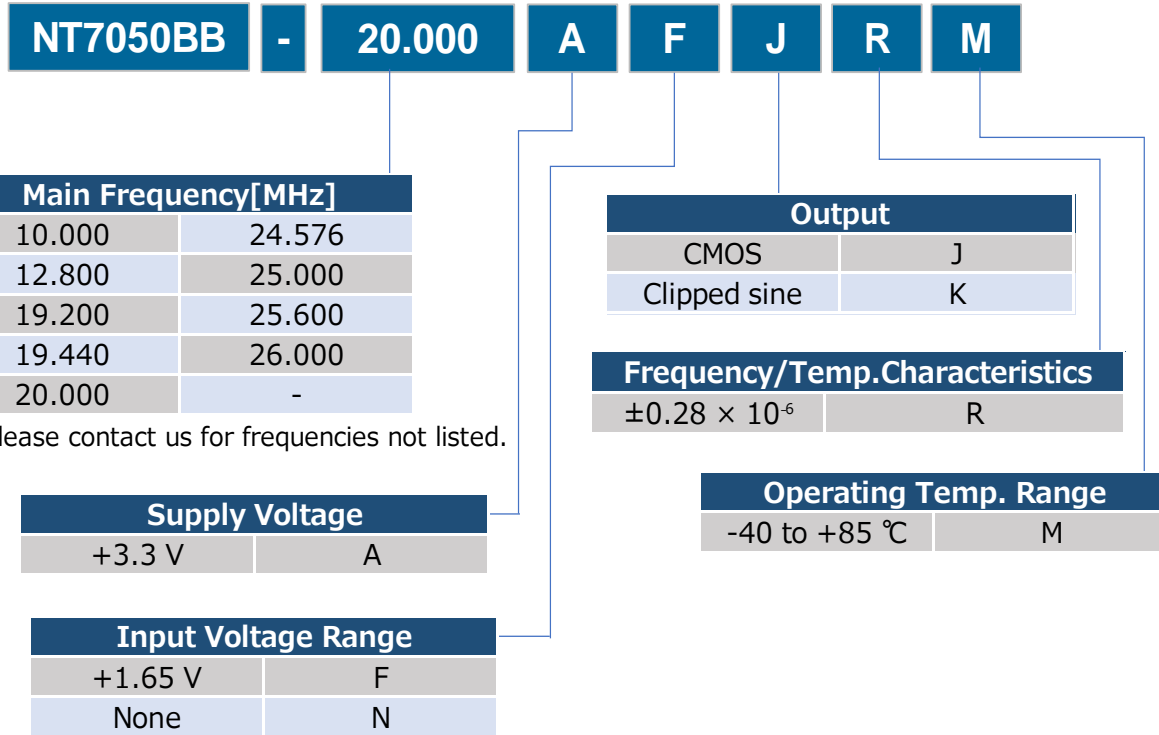 NT7050BB - 20.000 A F J R M
Main Frequency[MHz]
10.000 24.576
12.800 25.000
19.200 25.600
19.440 26.000
20.000 -
lease contact us for frequencies not listed.
Output
CMOS J
Clipped sine K
Frequency/Temp.Characteristics
±0.28 × 10⁻⁶ R
Operating Temp. Range
-40 to +85 ℃ M
Supply Voltage
+3.3 V A
Input Voltage Range
+1.65 V F
None N